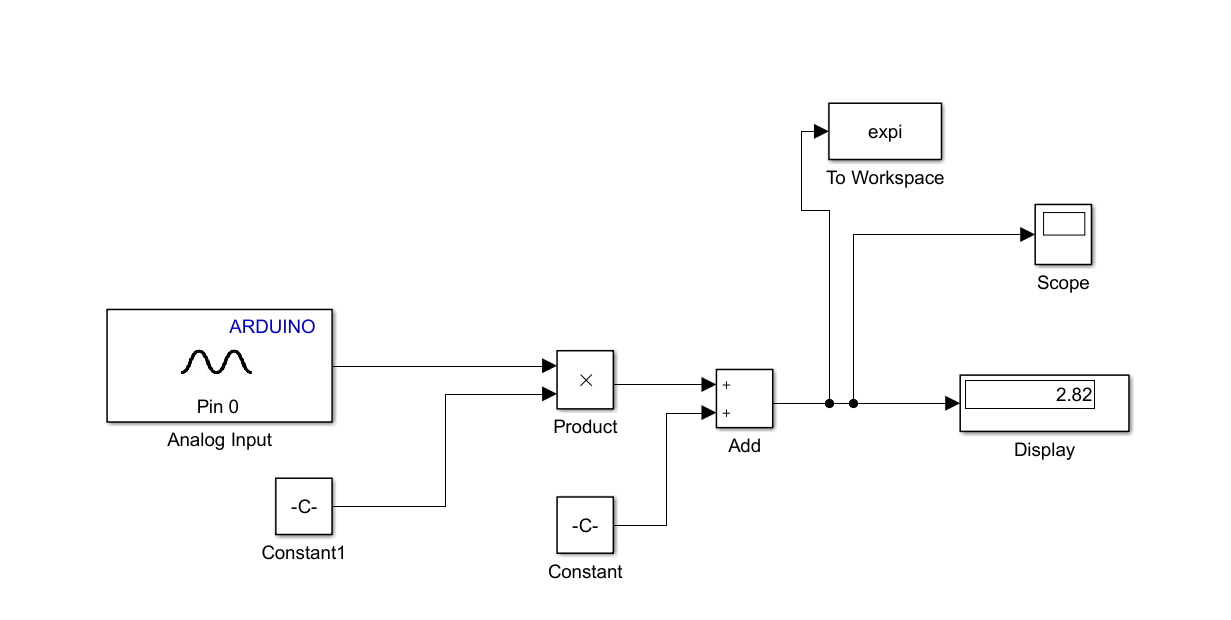 expi
To Workspace
Scope
ARDUINO
Pin 0
Analog Input
×
Product
+
+
Add
2.82
Display
-C-
Constant1
-C-
Constant